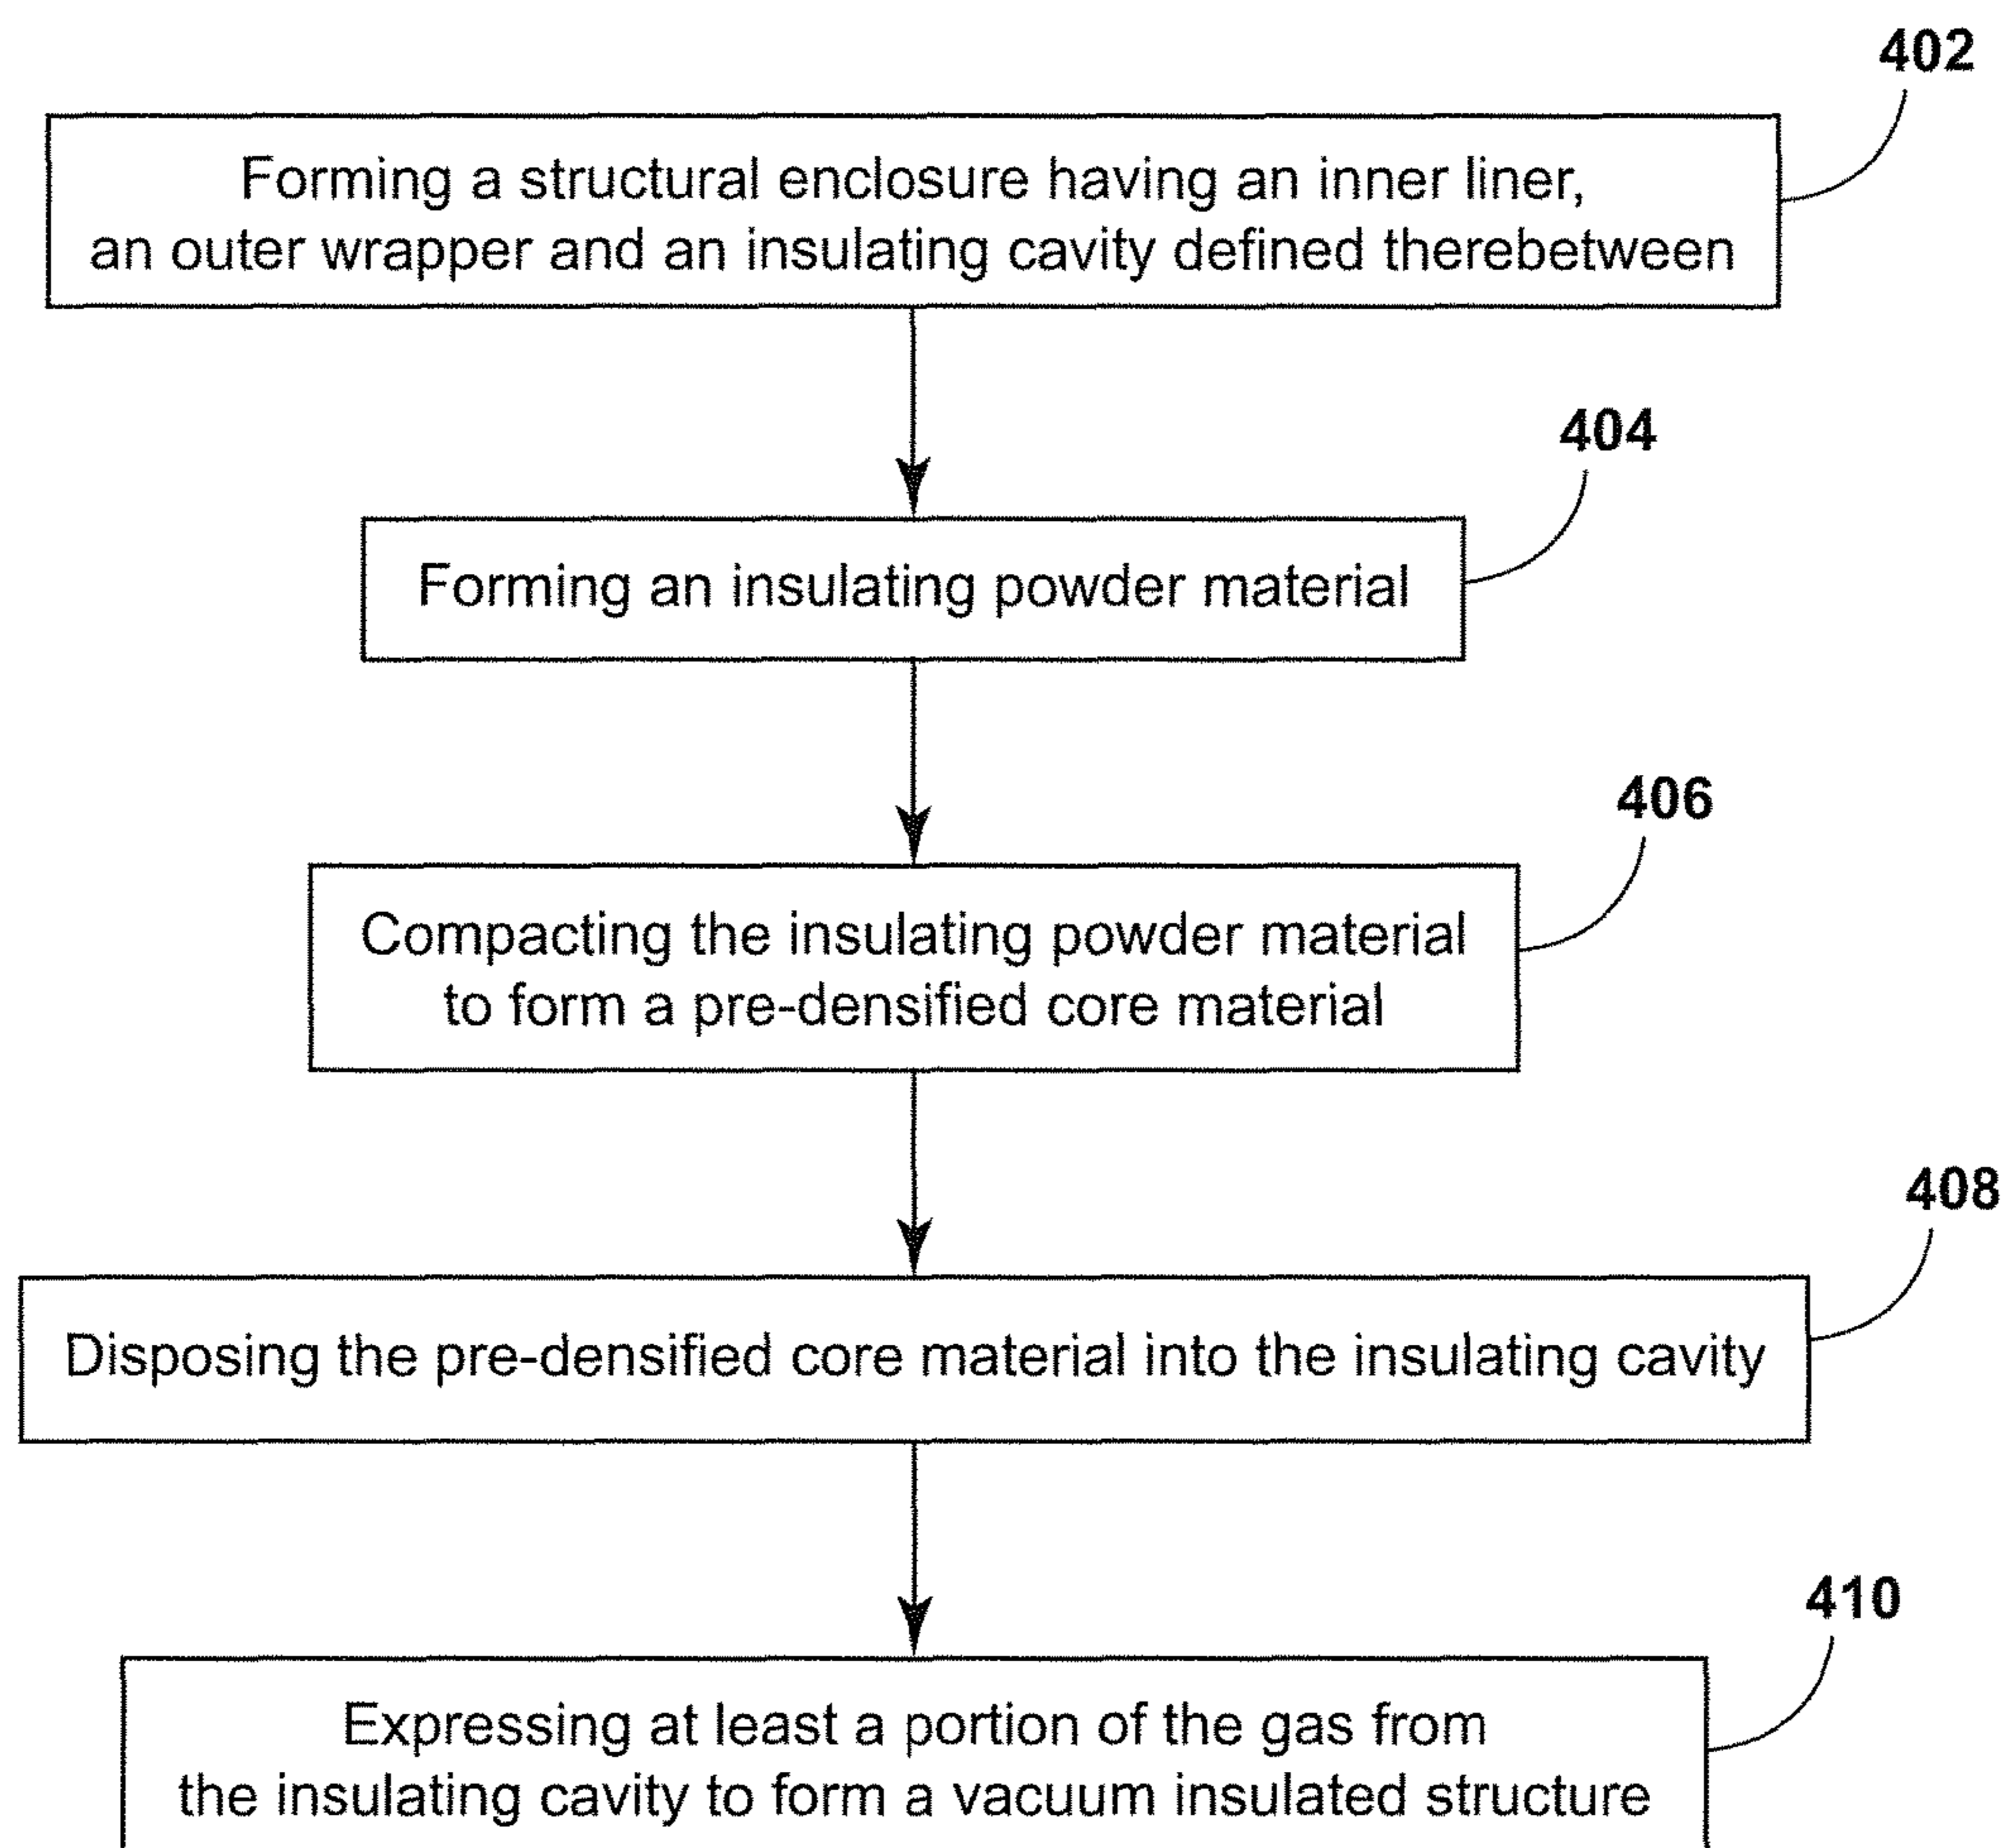 402
Forming a structural enclosure having an inner liner,
an outer wrapper and an insulating cavity defined therebetween
404
Forming an insulating powder material
406
Compacting the insulating powder material
to form a pre-densified core material
408
Disposing the pre-densified core material into the insulating cavity
410
Expressing at least a portion of the gas from
the insulating cavity to form a vacuum insulated structure